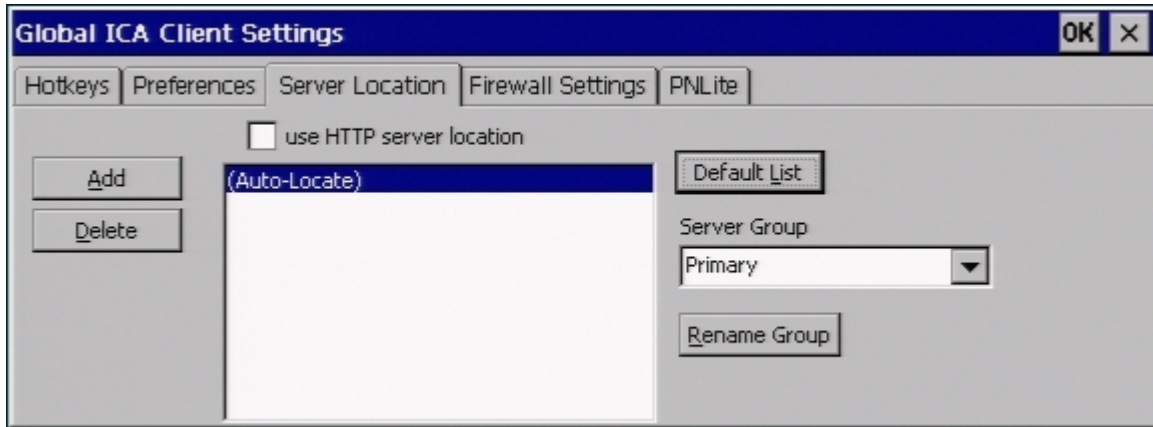 Global ICA Client Settings OK ×
Hotkeys Preferences Server Location Firewall Settings PNLite
use HTTP server location
Add
Delete
(Auto-Locate)
Default List
Server Group
Primary
Rename Group